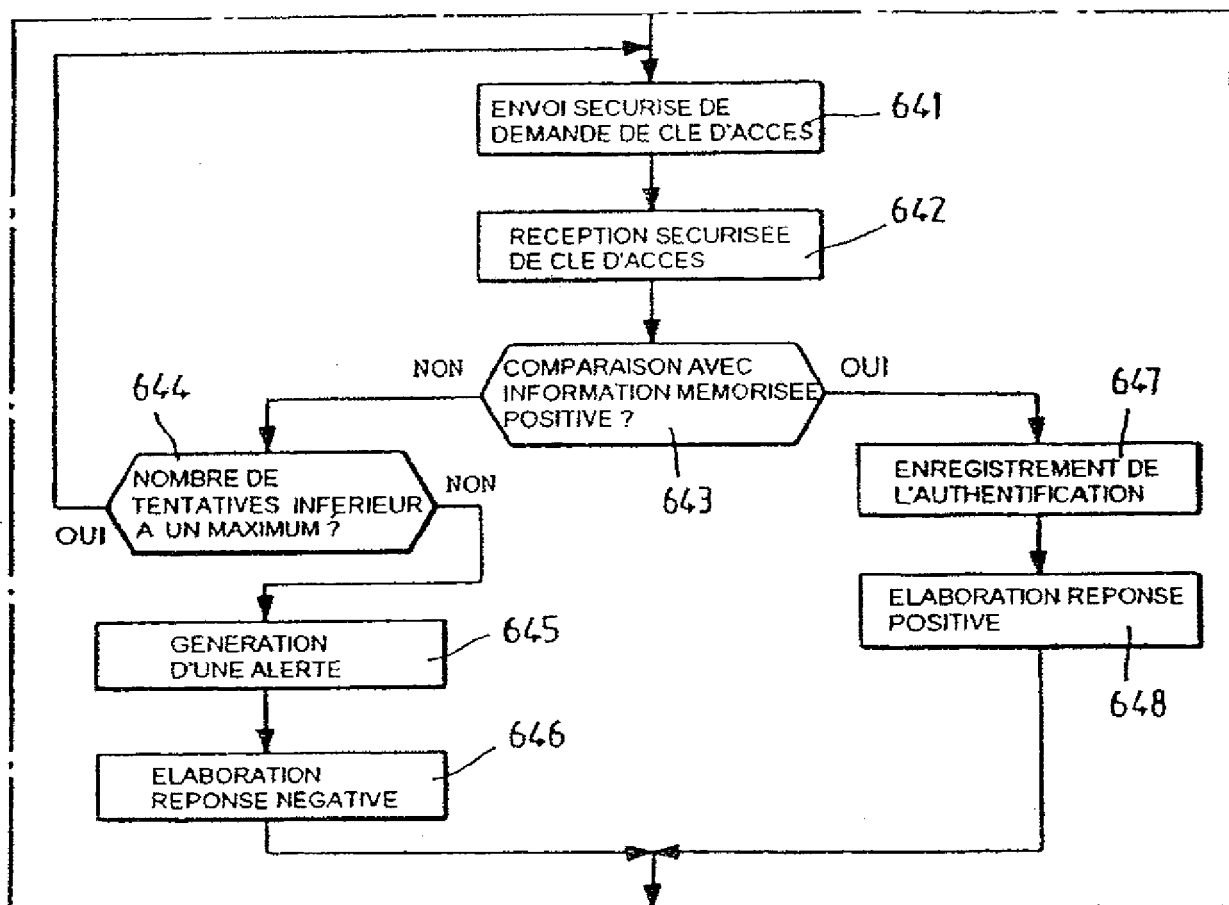 ENVOI SECURISE DE
DEMANDE DE CLE D'ACCES
641
RECEPTION SECURISEE
DE CLE D'ACCES
642
COMPARAISON AVEC
INFORMATION MEMORISEE
POSITIVE ?
643
NON
OUI
644
NOMBRE DE
TENTATIVES INFERIEUR
A UN MAXIMUM ?
NON
OUI
647
ENREGISTREMENT DE
L'AUTHENTIFICATION
GENERATION
D'UNE ALERTE
645
ELABORATION REPONSE
POSITIVE
648
ELABORATION
REPONSE NEGATIVE
646